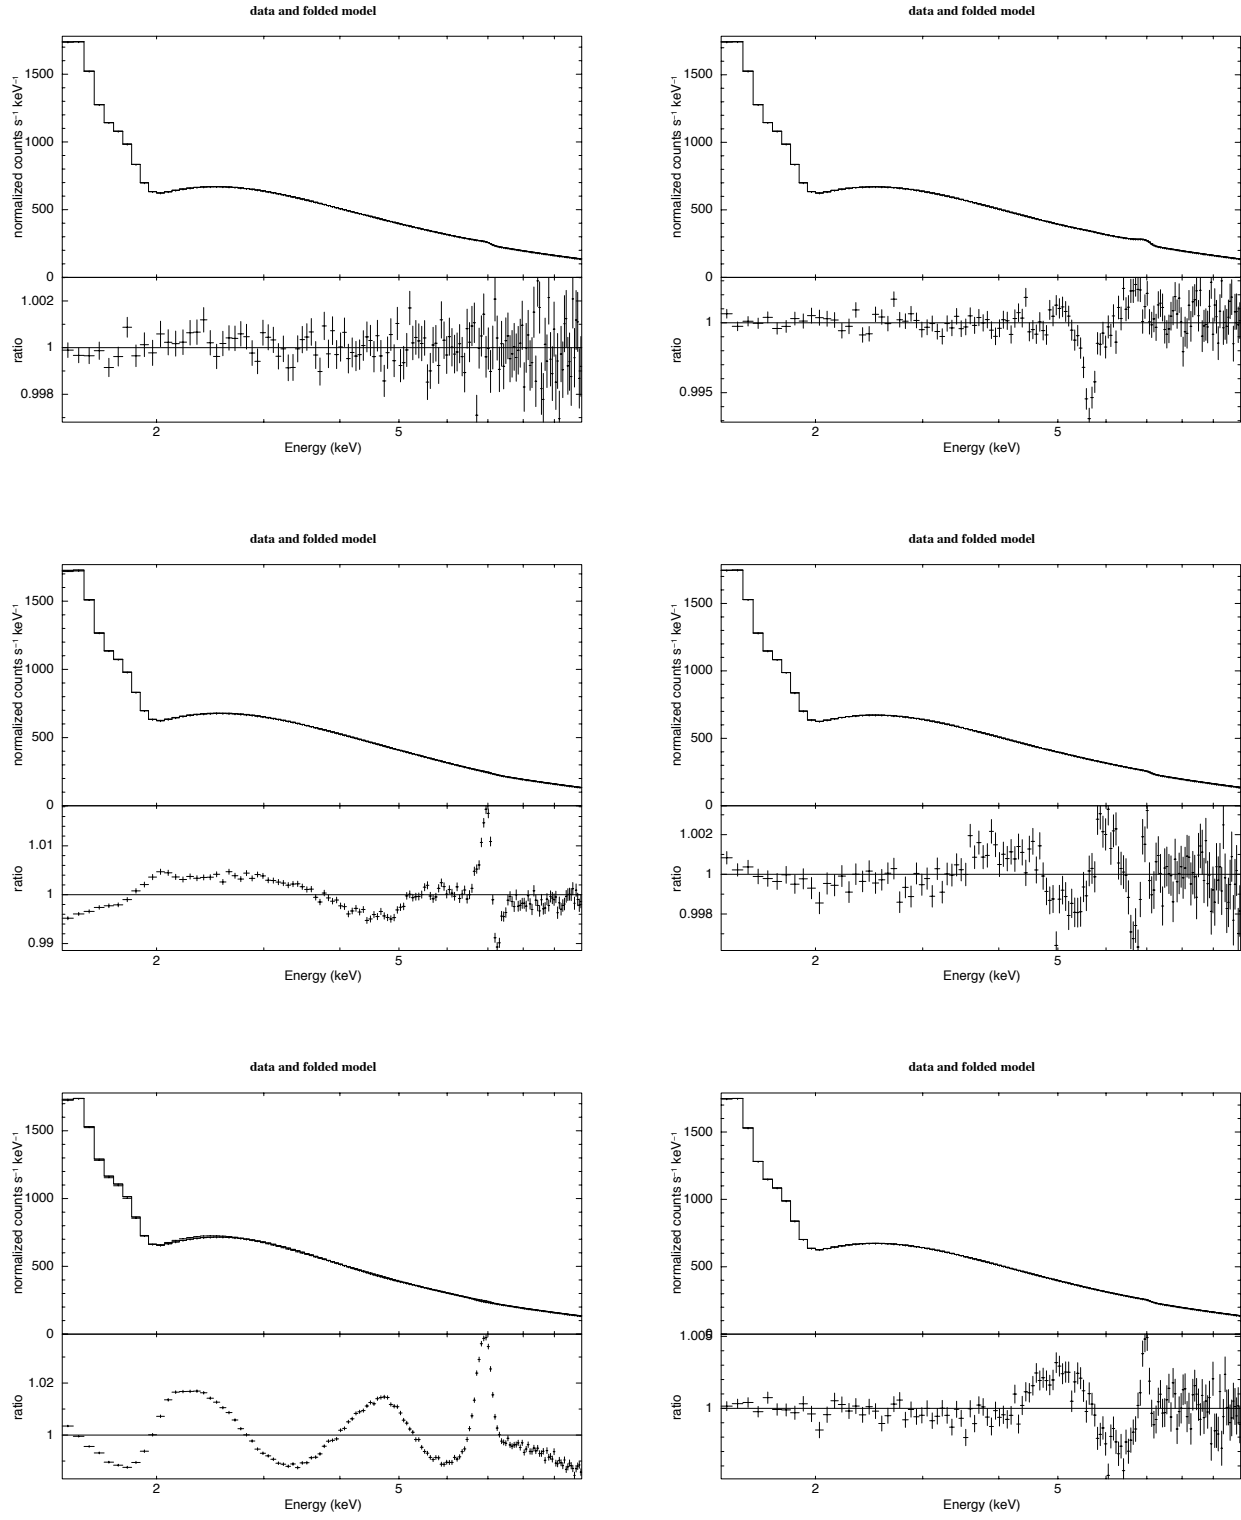 data and folded model
data and folded model
normalized counts s⁻¹ keV⁻¹
1500
1000
500
0
ratio
1.002
1
0.998
2
5
Energy (keV)
normalized counts s⁻¹ keV⁻¹
1500
1000
500
0
ratio
1
0.995
2
5
Energy (keV)
data and folded model
data and folded model
normalized counts s⁻¹ keV⁻¹
1500
1000
500
0
ratio
1.01
1
0.99
2
5
Energy (keV)
normalized counts s⁻¹ keV⁻¹
1500
1000
500
0
ratio
1.002
1
0.998
2
5
Energy (keV)
data and folded model
data and folded model
normalized counts s⁻¹ keV⁻¹
1500
1000
500
0
ratio
1.02
1
2
5
Energy (keV)
normalized counts s⁻¹ keV⁻¹
1500
1000
500
0
ratio
1.005
1
2
5
Energy (keV)